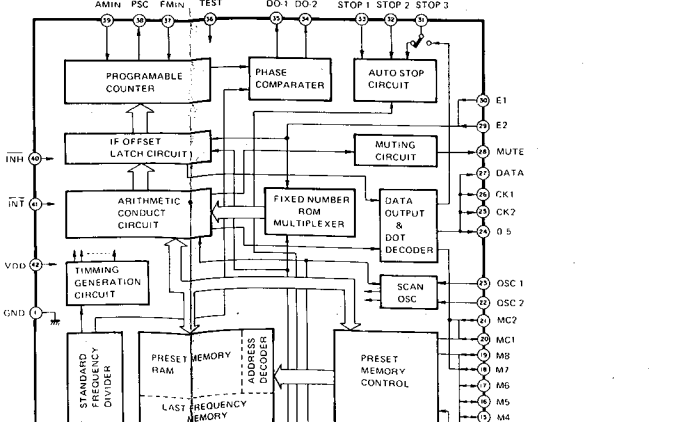 AMIN PSC FMIN TEST DO-1 DO-2 STOP 1 STOP 2 STOP 3
39 38 37 36 35 34 33 32 31
PROGRAMABLE
COUNTER
PHASE
COMPARATER
AUTO STOP
CIRCUIT
30 E1
29 E2
IF OFFSET
LATCH CIRCUIT
MUTING
CIRCUIT
28 MUTE
INH 40
27 DATA
26 CK1
25 CK2
24 0.5
INT 41
ARITHMETIC
CONDUCT
CIRCUIT
FIXED NUMBER
ROM
MULTIPLEXER
DATA
OUTPUT
&
DOT
DECODER
VDD 42
TIMMING
GENERATION
CIRCUIT
SCAN
OSC
23 OSC 1
22 OSC 2
GND 1
21 MC2
20 MC1
19 M8
18 M7
17 M6
16 M5
15 M4
STANDARD
FREQUENCY
DIVIDER
PRESET MEMORY
RAM
ADDRESS
DECODER
LAST FREQUENCY
MEMORY
PRESET
MEMORY
CONTROL